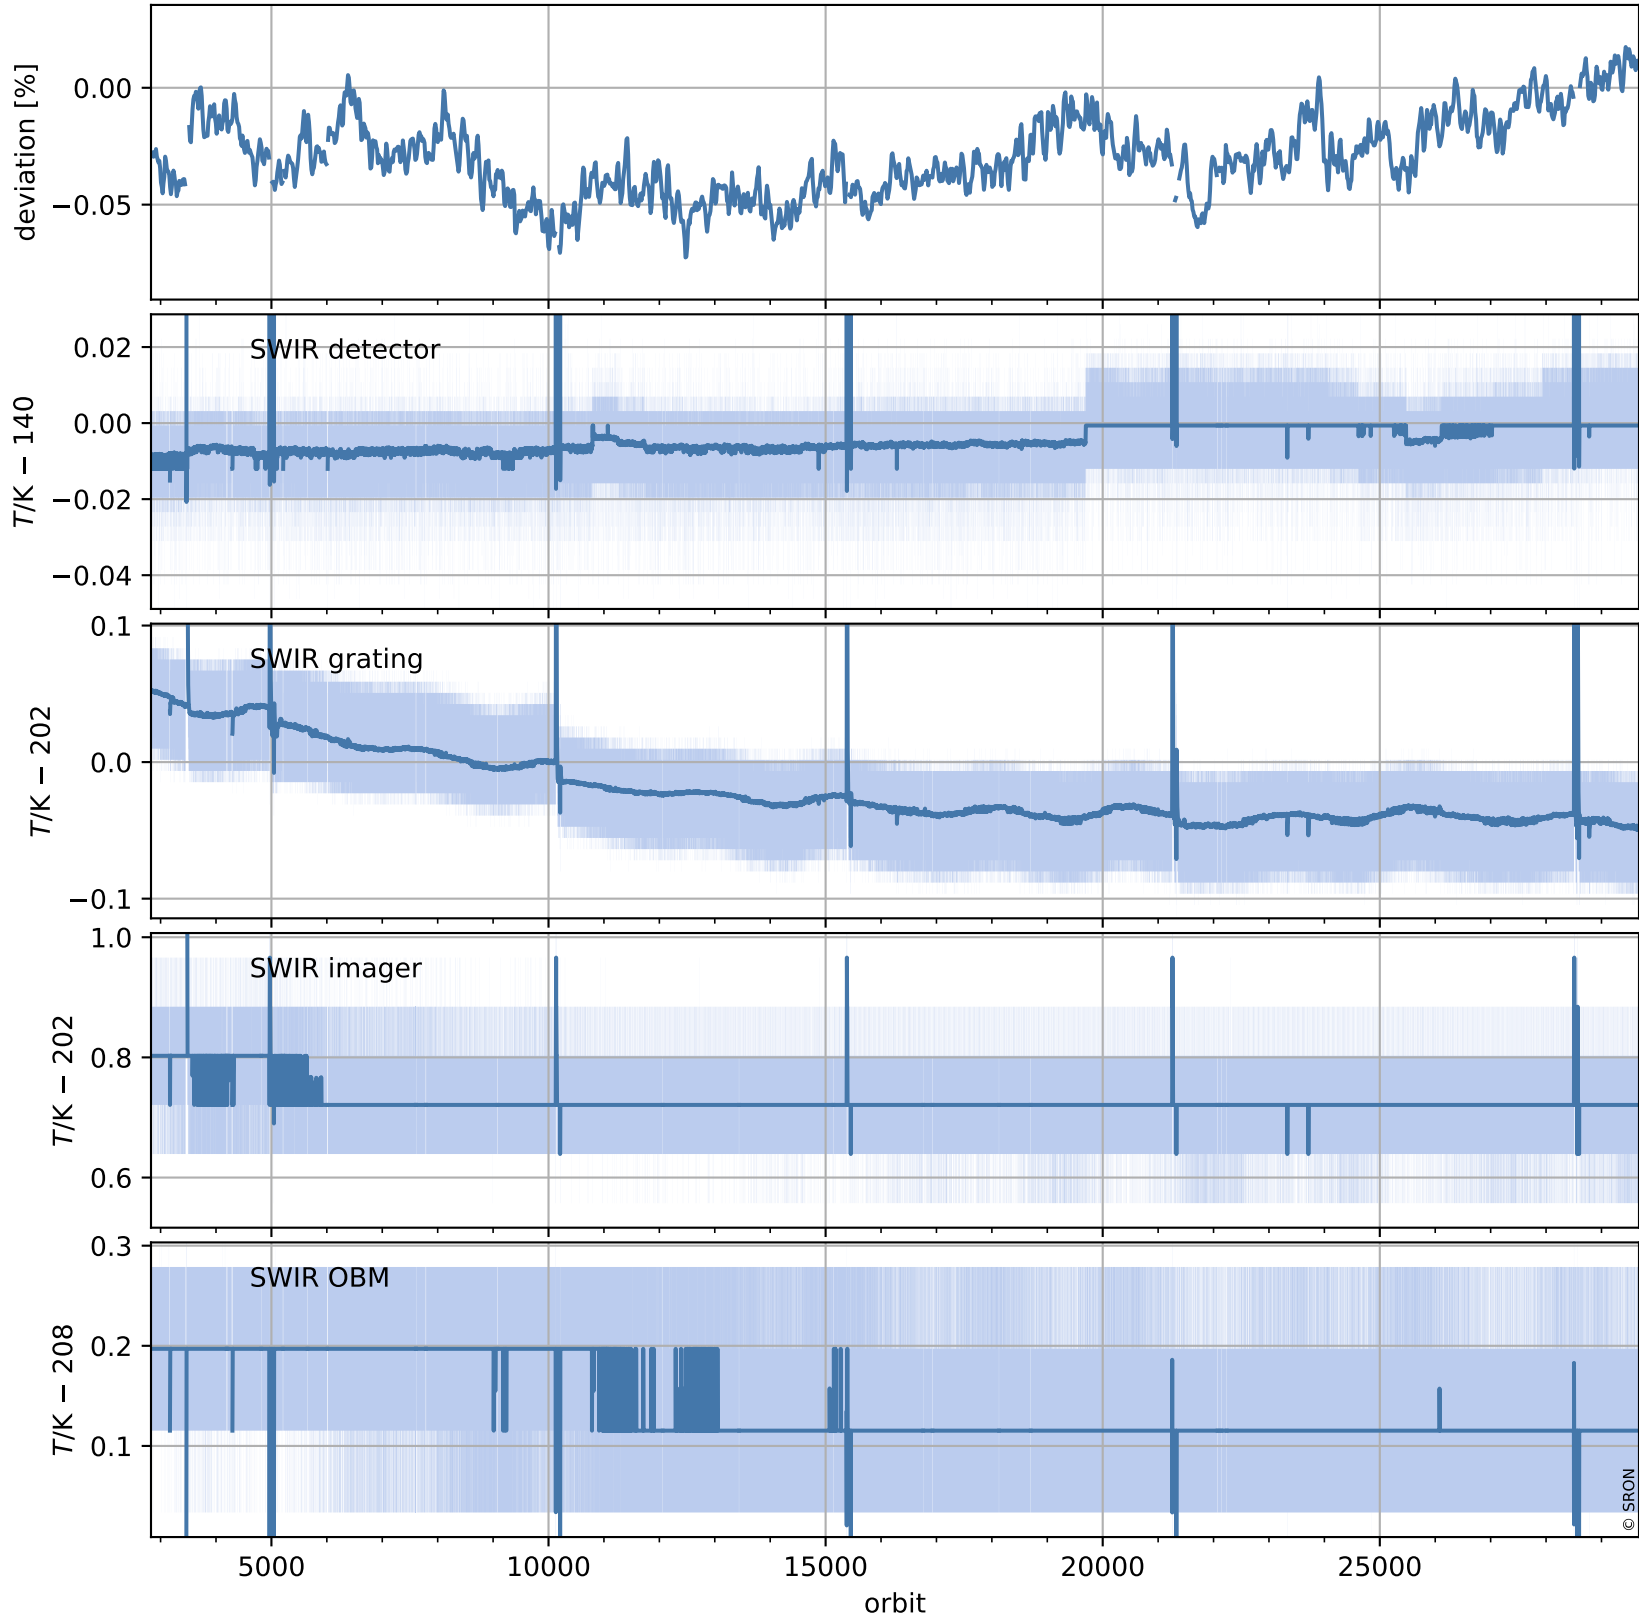 deviation [%]
0.00
−0.05
SWIR detector
T/K − 140
0.02
0.00
−0.02
−0.04
SWIR grating
T/K − 202
0.1
0.0
−0.1
SWIR imager
T/K − 202
1.0
0.8
0.6
SWIR OBM
T/K − 208
0.3
0.2
0.1
© SRON
5000 10000 15000 20000 25000
orbit